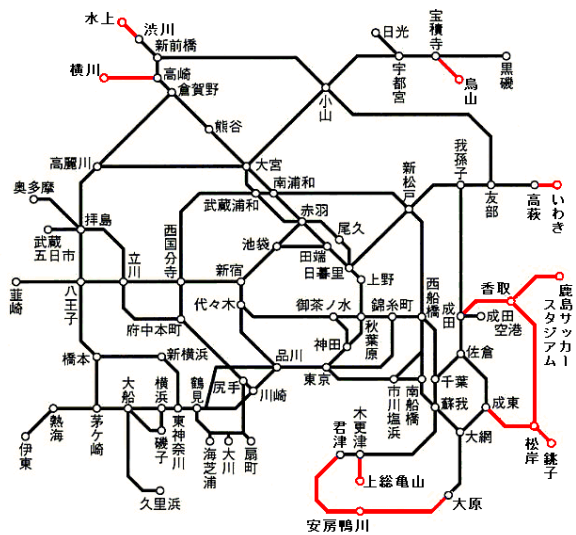 水上
渋川
新前橋
横川
高崎
倉賀野
熊谷
日光
宝積寺
宇都宮
烏山
黒磯
小山
高麗川
大宮
我孫子
友部
高萩
いわき
新松戸
奥多摩
拝島
武蔵五日市
立川
西国分寺
武蔵浦和
南浦和
赤羽
尾久
池袋
田端
日暮里
上野
韮崎
八王子
府中本町
新宿
代々木
御茶ノ水
錦糸町
西船橋
秋葉原
神田
成田
成田
空港
香取
鹿島サッカー
スタジアム
佐倉
橋本
新横浜
品川
東京
市川塩浜
南船橋
千葉
蘇我
成東
大網
松岸
銚子
大船
横浜
鶴見
尻手
川崎
熱海
伊東
茅ケ崎
磯子
東神奈川
海芝浦
大川
扇町
久里浜
君津
木更津
上総亀山
安房鴨川
大原